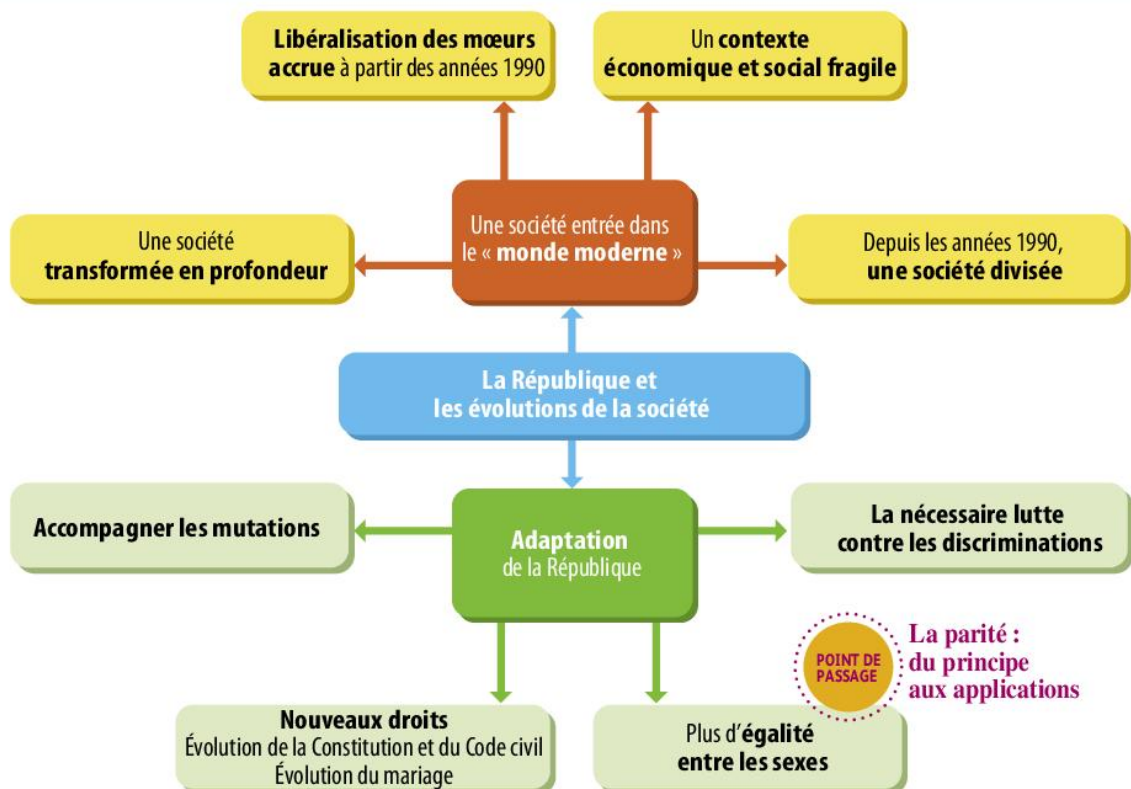 Libéralisation des mœurs
accrue à partir des années 1990
Un contexte
économique et social fragile
Une société
transformée en profondeur
Une société entrée dans
le « monde moderne »
Depuis les années 1990,
une société divisée
La République et
les évolutions de la société
Accompagner les mutations
Adaptation
de la République
La nécessaire lutte
contre les discriminations
POINT DE
PASSAGE
La parité :
du principe
aux applications
Nouveaux droits
Évolution de la Constitution et du Code civil
Évolution du mariage
Plus d'égalité
entre les sexes